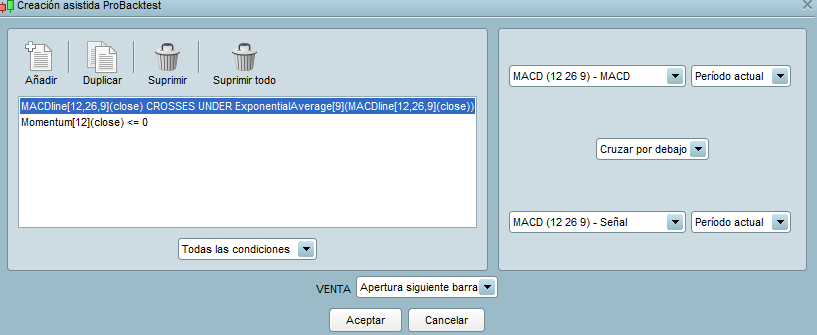 Creación asistida ProBacktest
Añadir Duplicar Suprimir Suprimir todo
MACDline[12,26,9](close) CROSSES UNDER ExponentialAverage[9](MACDline[12,26,9](close))
Momentum[12](close) <= 0
Todas las condiciones
MACD (12 26 9) - MACD Período actual
Cruzar por debajo
MACD (12 26 9) - Señal Período actual
VENTA Apertura siguiente barra
Aceptar Cancelar